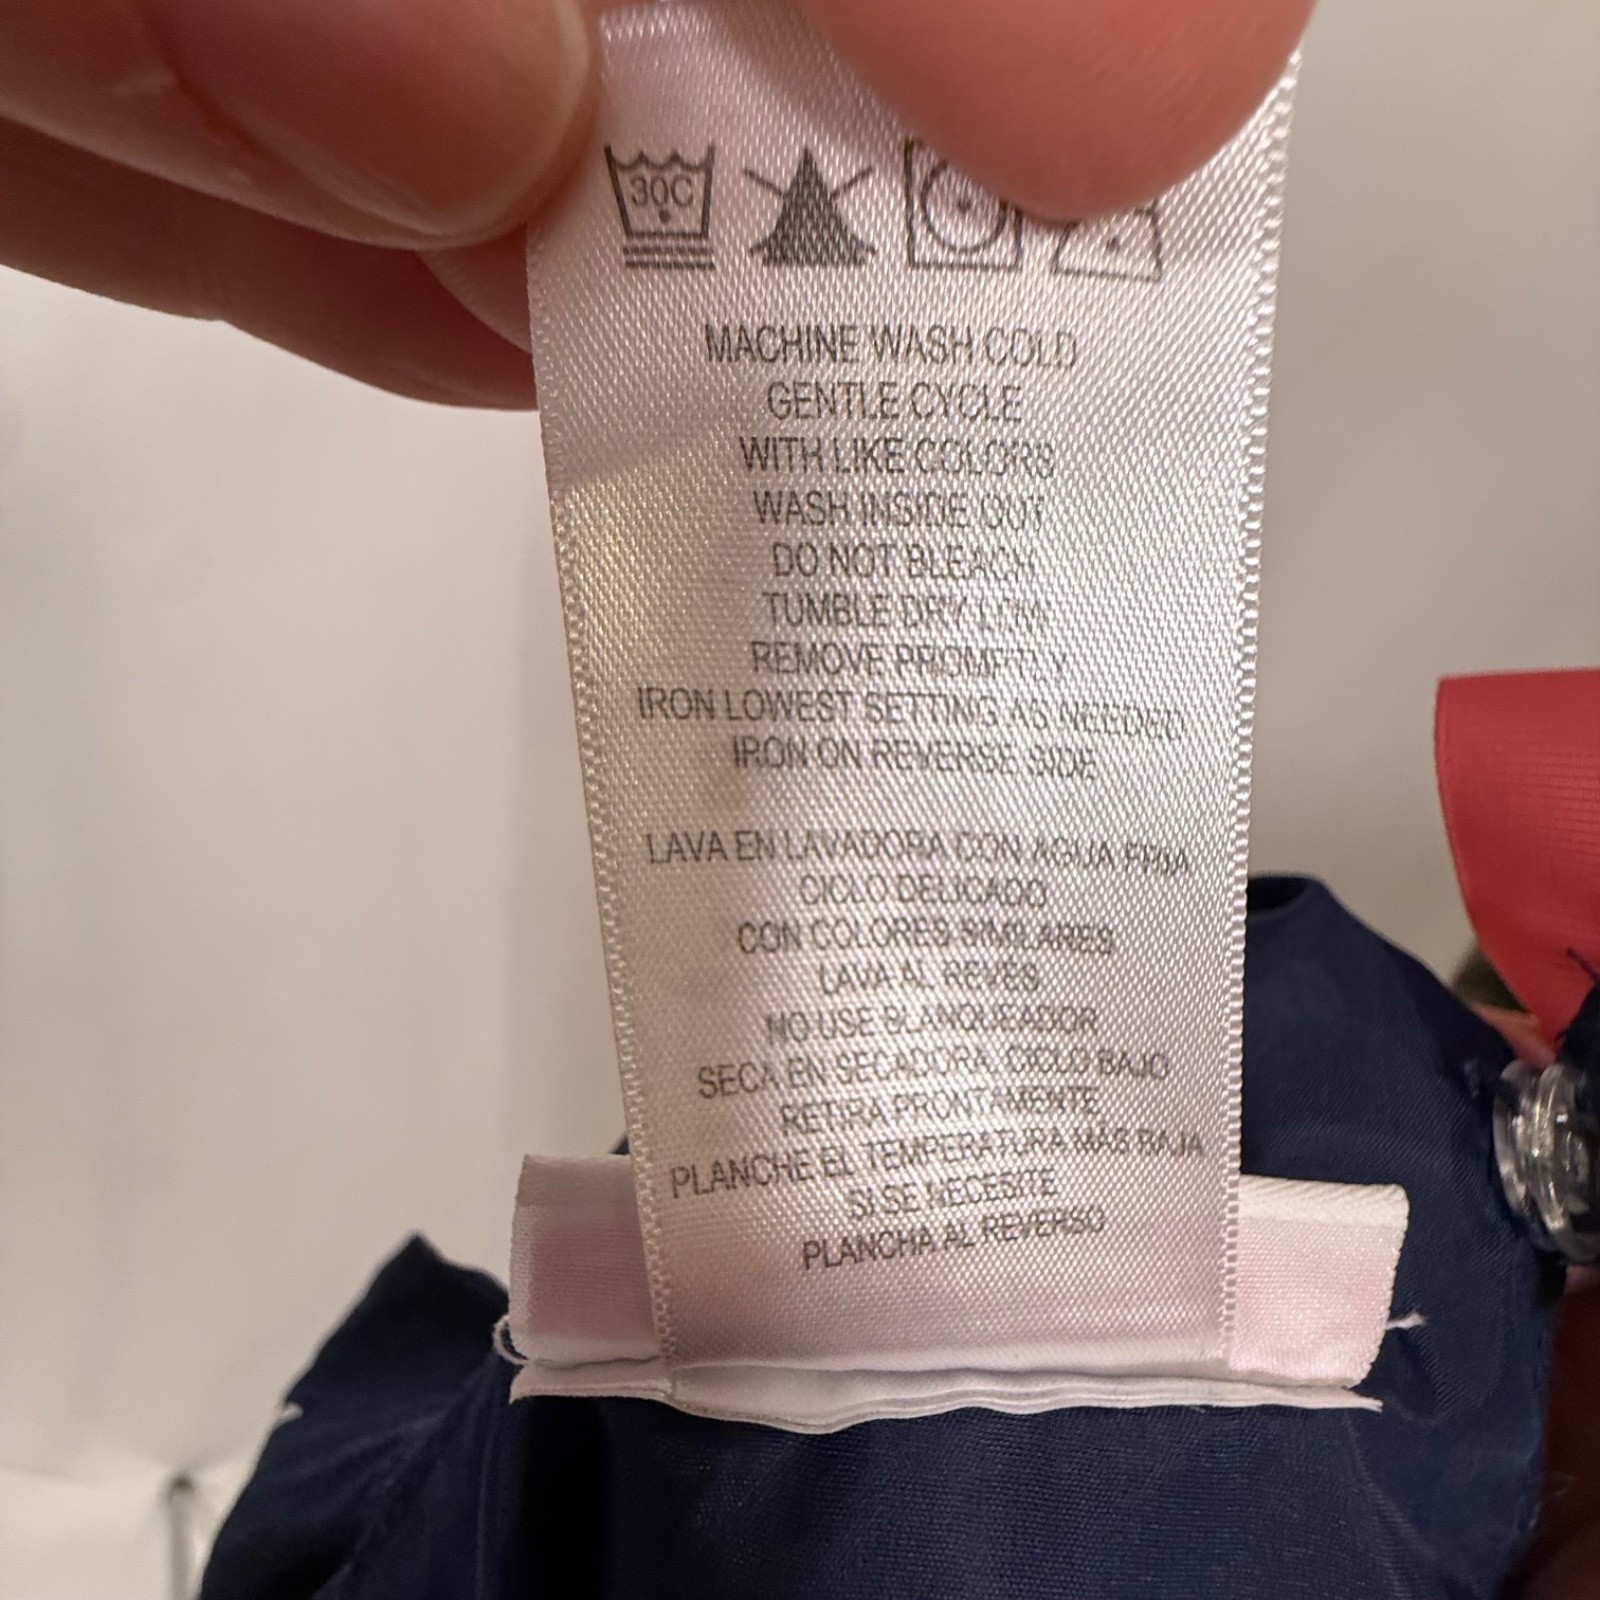 30C
MACHINE WASH COLD
GENTLE CYCLE
WITH LIKE COLORS
WASH INSIDE OUT
DO NOT BLEACH
TUMBLE DRY LOW
REMOVE PROMPTLY
IRON LOWEST SETTING AS NEEDED
IRON ON REVERSE SIDE
LAVA EN LAVADORA CON AGUA FRIA
CICLO DELICADO
CON COLORES SIMILARES
LAVA AL REVES
NO USE BLANQUEADOR
SECA EN SECADORA CICLO BAJO
RETIRA PRONTAMENTE
PLANCHE EL TEMPERATURA MAS BAJA
SI SE NECESITE
PLANCHA AL REVERSO